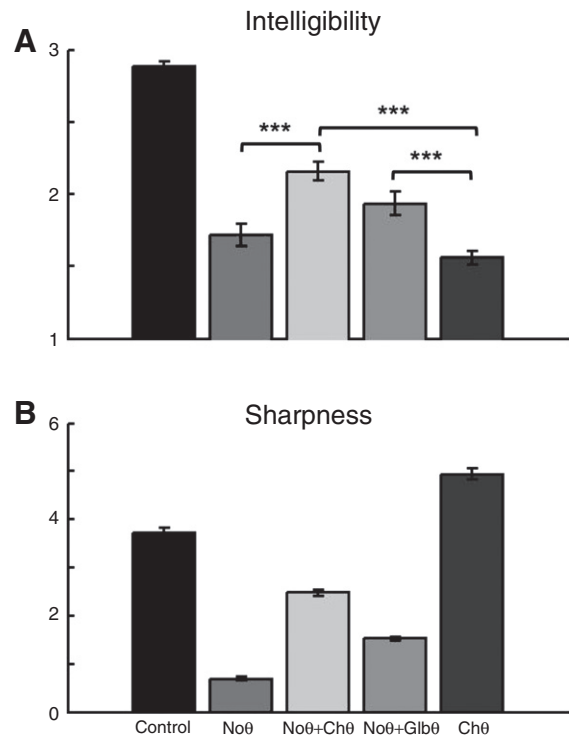 Intelligibility
A
3
***
***
***
2
1
B
Sharpness
6
4
2
0
Control Noθ Noθ+Chθ Noθ+Glbθ Chθ